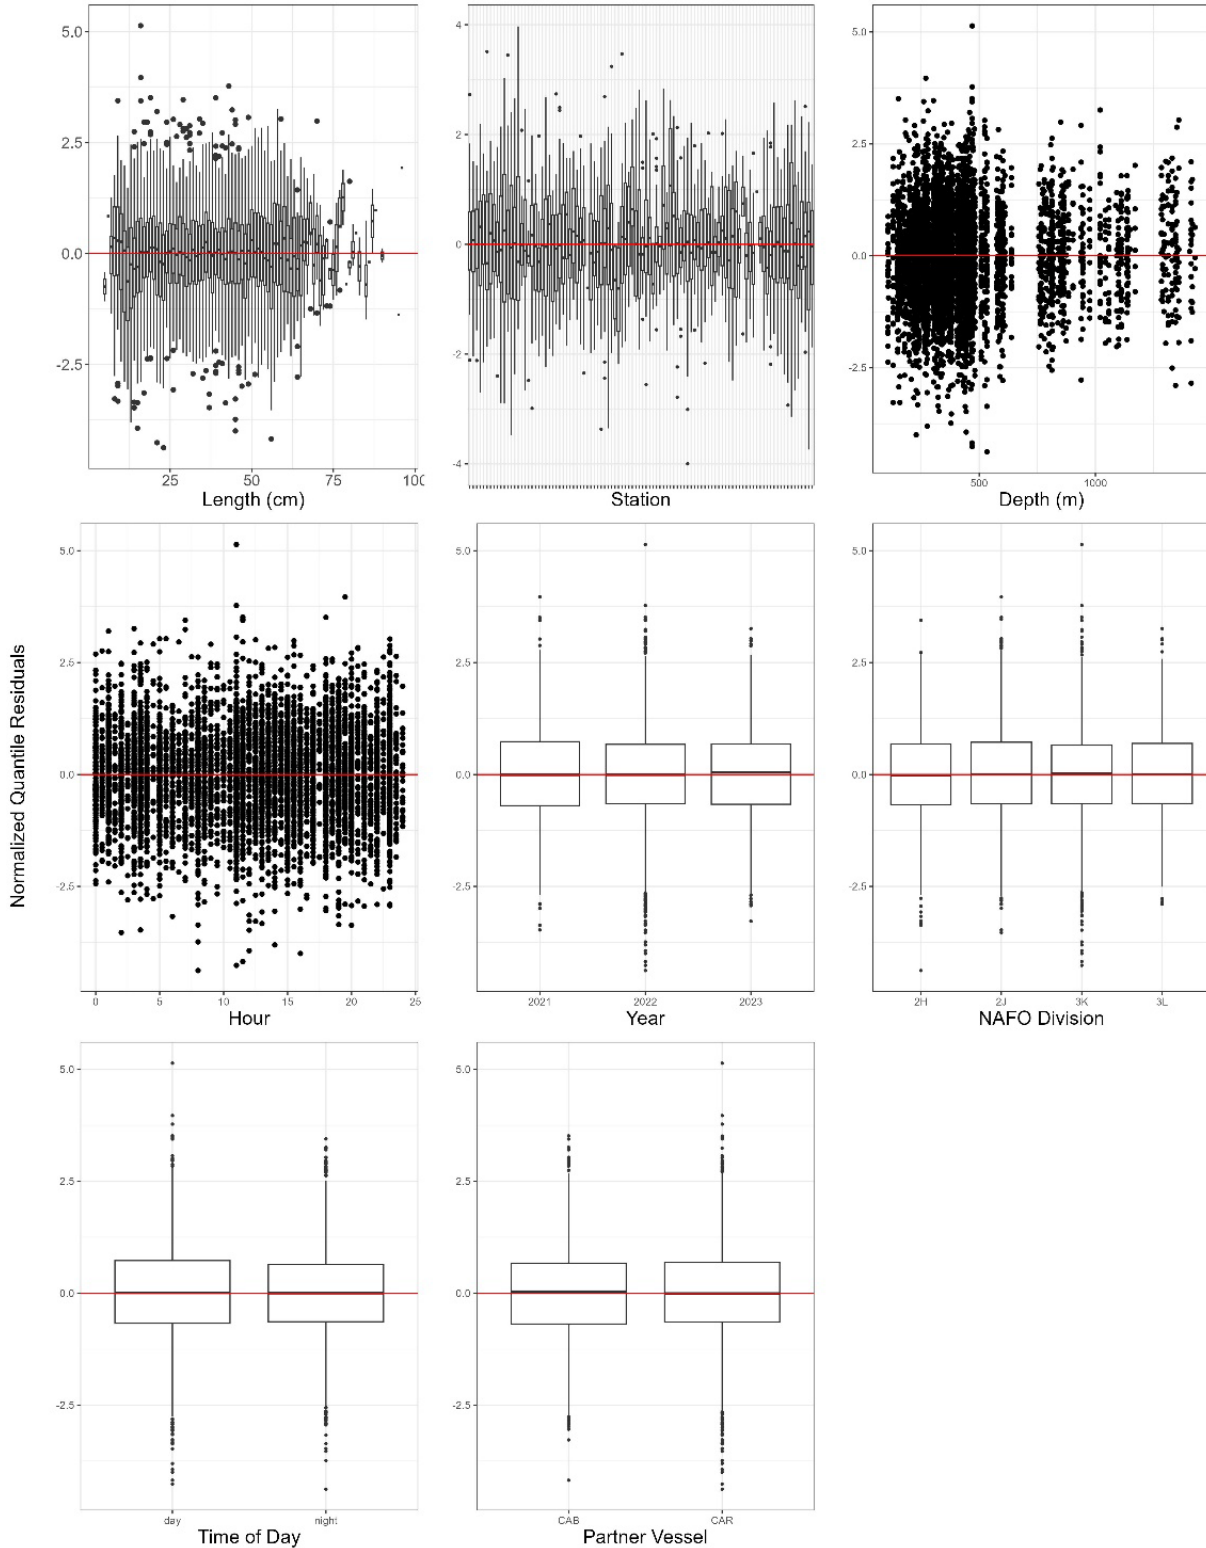 5.0
2.5
0.0
-2.5
25
50
75
100
Length (cm)
4
2
0
-2
-4
Station
5.0
2.5
0.0
-2.5
500
1000
Depth (m)
Normalized Quantile Residuals
5.0
2.5
0.0
-2.5
0
5
10
15
20
25
Hour
5.0
2.5
0.0
-2.5
2021
2022
2023
Year
5.0
2.5
0.0
-2.5
2H
2J
3K
3L
NAFO Division
5.0
2.5
0.0
-2.5
day
night
Time of Day
5.0
2.5
0.0
-2.5
CAB
CAR
Partner Vessel